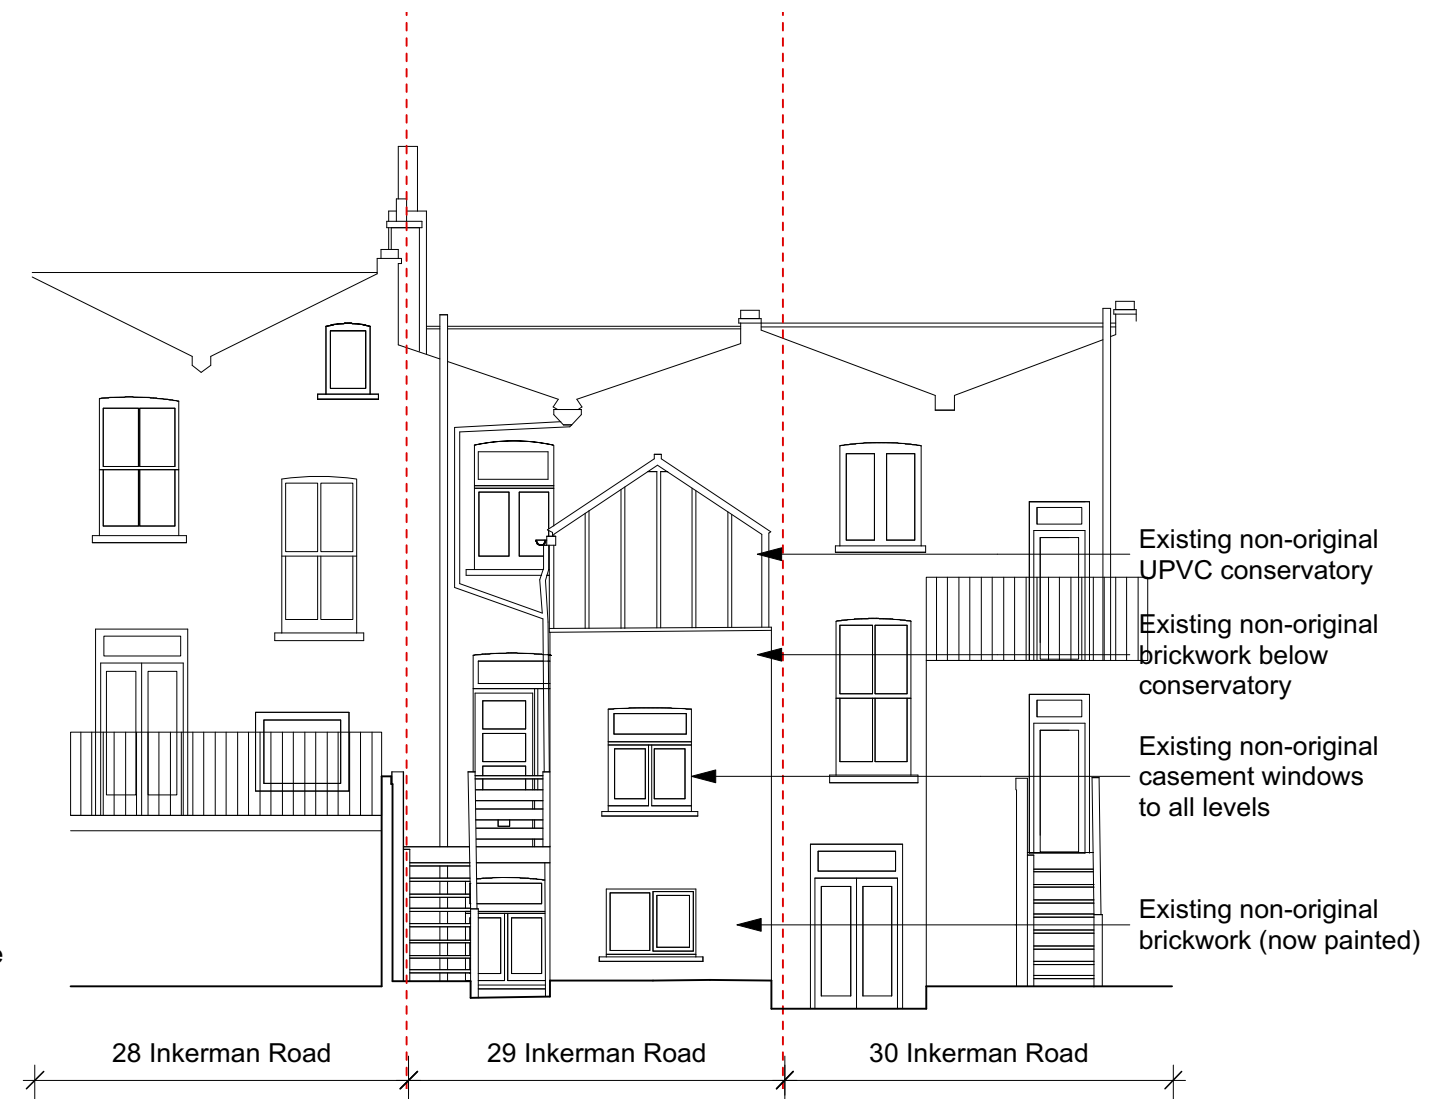 Existing non-original
UPVC conservatory
Existing non-original
brickwork below
conservatory
Existing non-original
casement windows
to all levels
Existing non-original
brickwork (now painted)
e
28 Inkerman Road
29 Inkerman Road
30 Inkerman Road